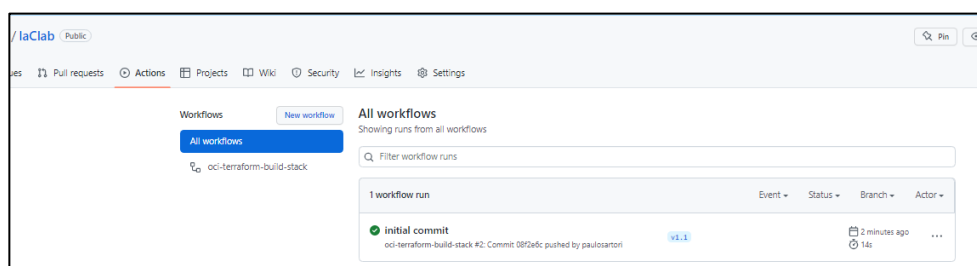 / IaClab Public
Pin
ues Pull requests Actions Projects Wiki Security Insights Settings
Workflows New workflow
All workflows
oci-terraform-build-stack
All workflows
Showing runs from all workflows
Filter workflow runs
1 workflow run Event Status Branch Actor
initial commit
oci-terraform-build-stack #2: Commit 08f2e6c pushed by paulosartori
v1.1
2 minutes ago
14s